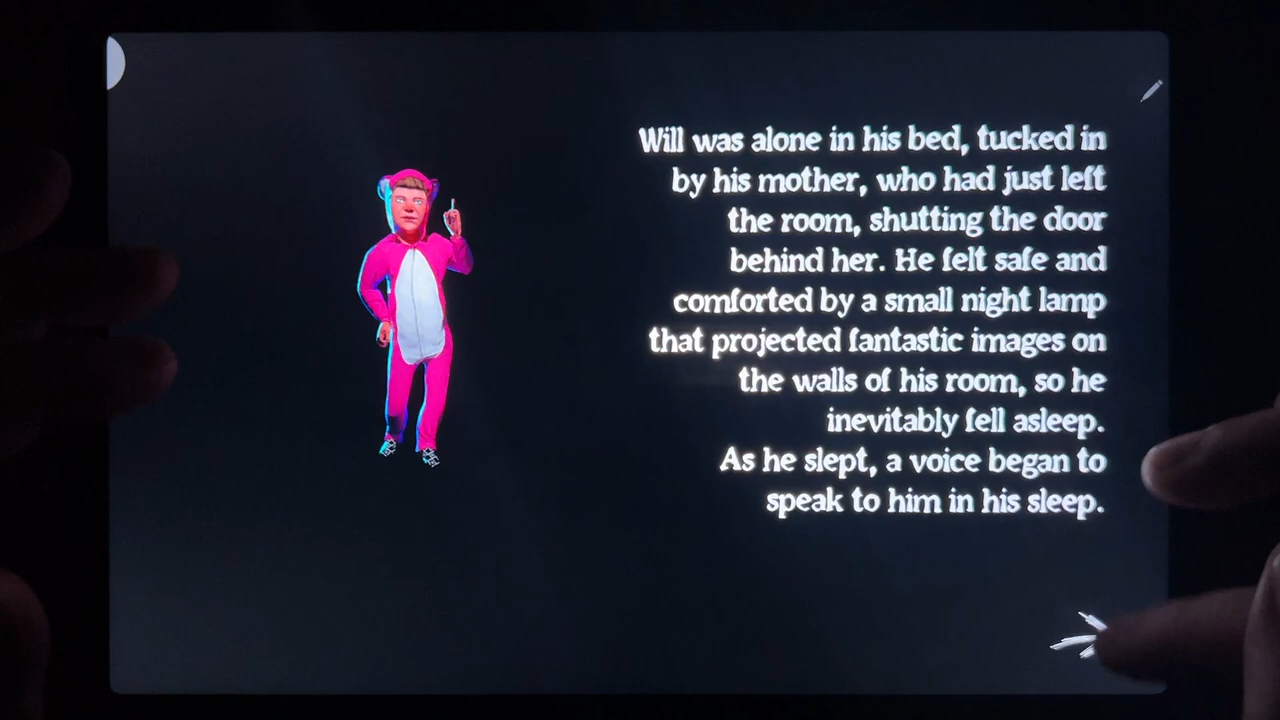 Will was alone in his bed, tucked in
by his mother, who had just left
the room, shutting the door
behind her. He felt safe and
comforted by a small night lamp
that projected fantastic images on
the walls of his room, so he
inevitably fell asleep.
As he slept, a voice began to
speak to him in his sleep.